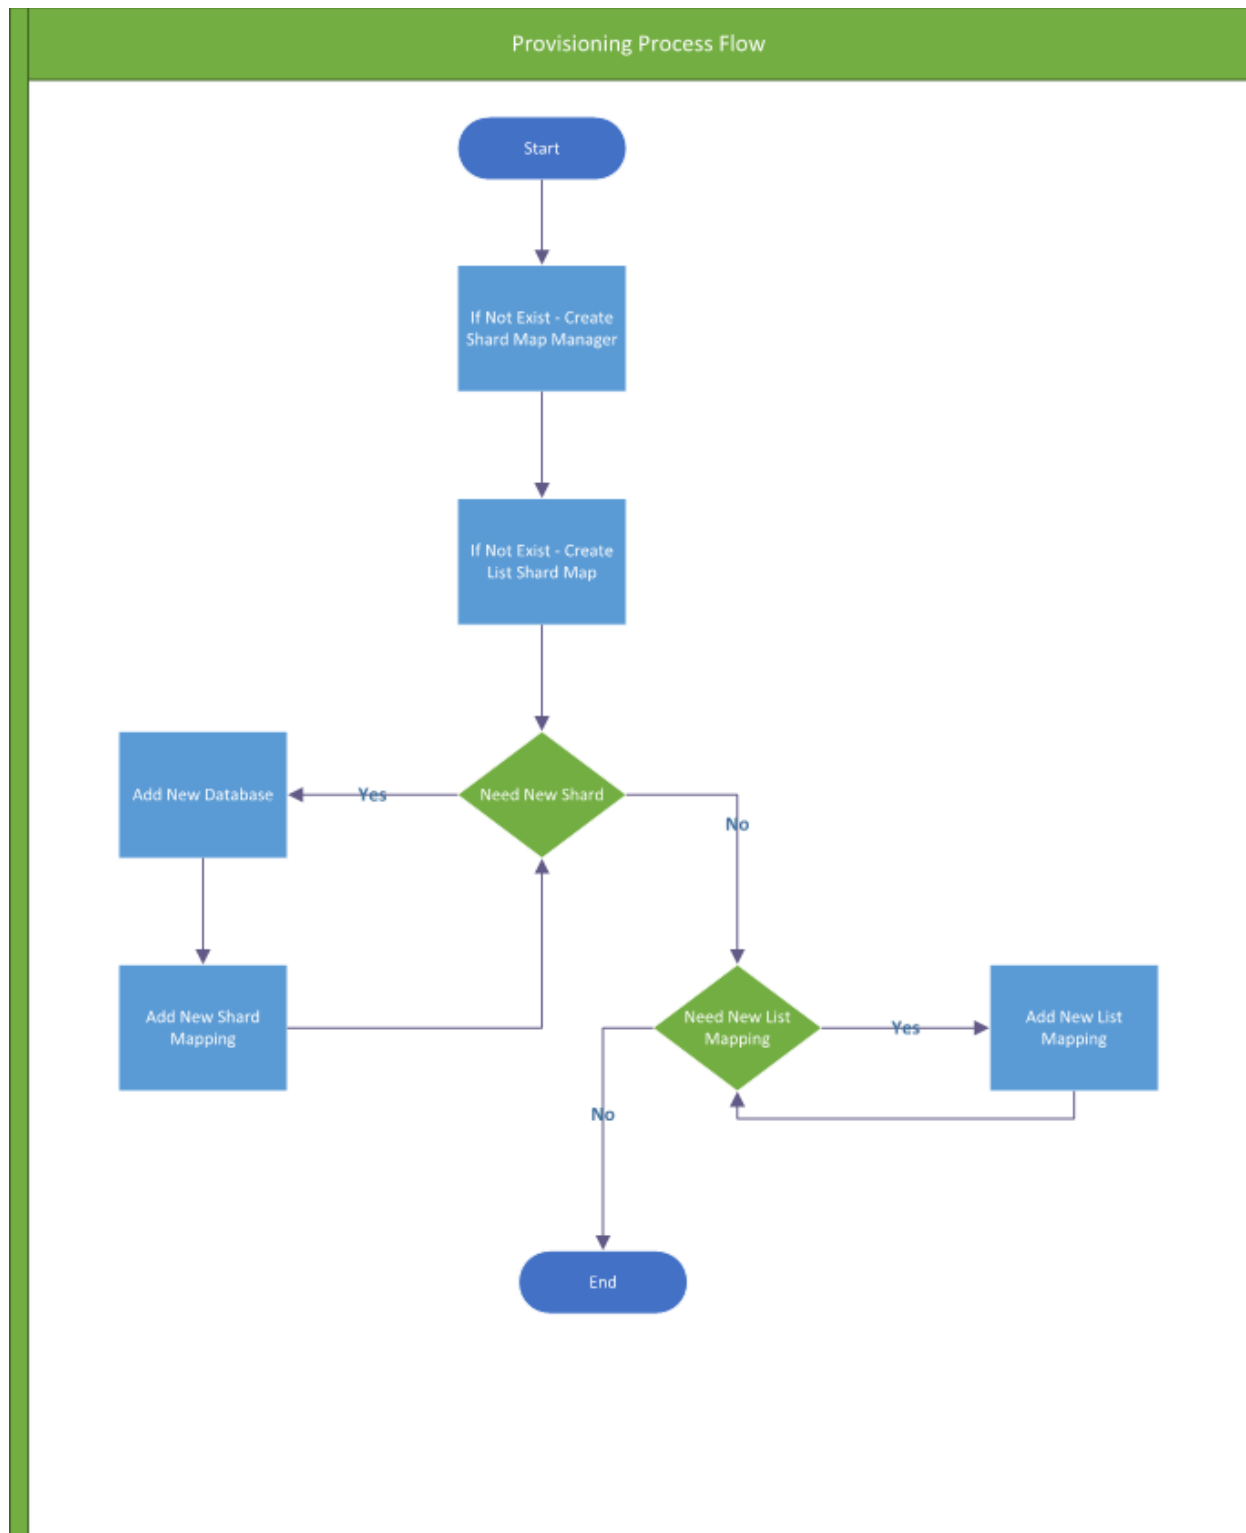 Provisioning Process Flow
Start
If Not Exist - Create
Shard Map Manager
If Not Exist - Create
List Shard Map
Add New Database
Yes
Need New Shard
No
Add New Shard
Mapping
Need New List
Mapping
Yes
Add New List
Mapping
No
End